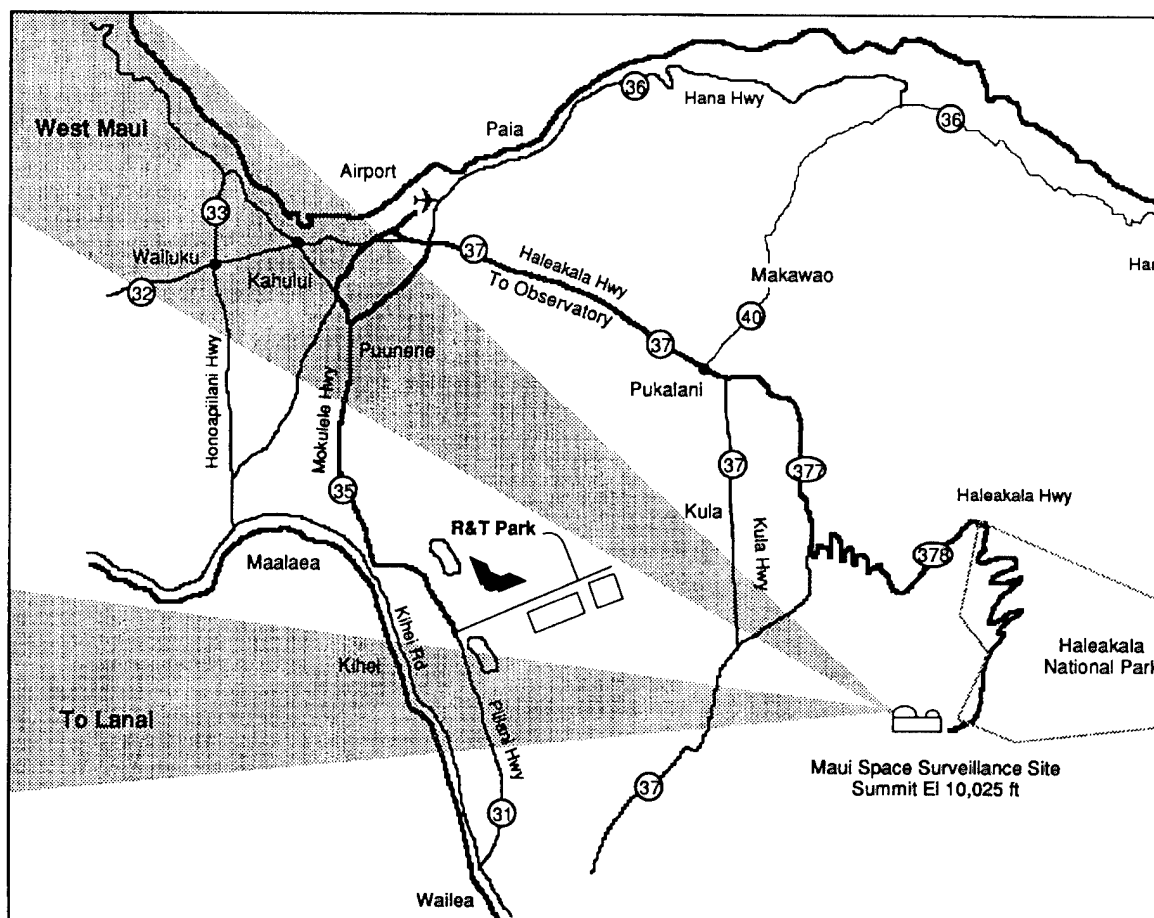 36
Hana Hwy
36
Paia
West Maui
Airport
33
Wailuku
Kahului
37
Haleakala Hwy
To Observatory
Makawao
32
40
37
Puunene
Pukalani
Honoapiilani Hwy
Mokulele Hwy
37
377
35
Kula
Kula Hwy
Haleakala Hwy
R&T Park
378
Maalaea
Kihei Rd
Kihei
Haleakala
National Park
To Lanai
Piilani Hwy
Maui Space Surveillance Site
Summit El 10,025 ft
37
31
Wailea